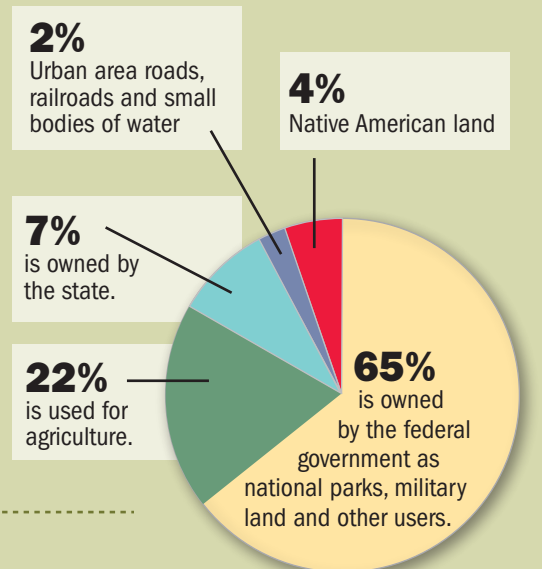 2%
Urban area roads,
railroads and small
bodies of water
4%
Native American land
7%
is owned by
the state.
22%
is used for
agriculture.
65%
is owned
by the federal
government as
national parks, military
land and other users.